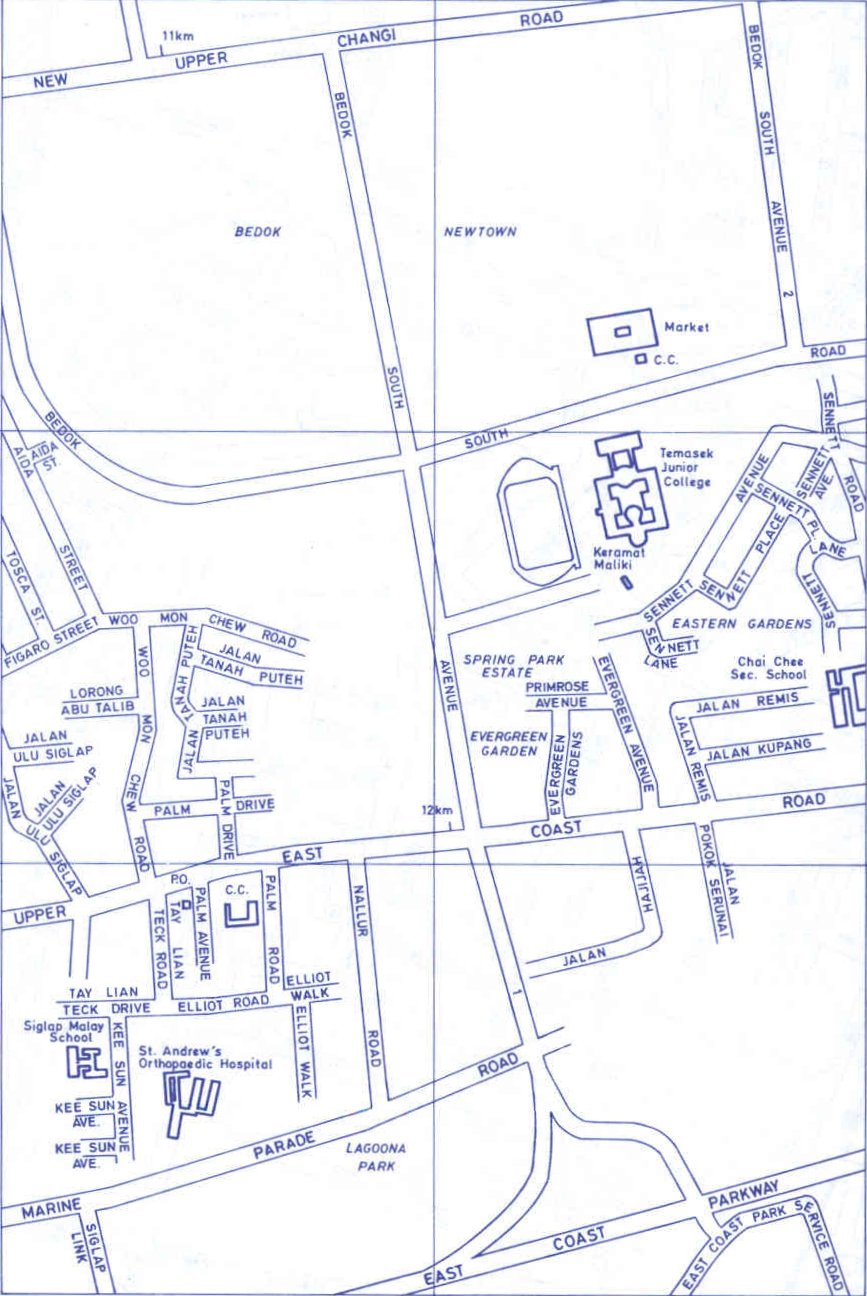 11km
NEW UPPER CHANGI ROAD
BEDOK SOUTH AVENUE 1
BEDOK SOUTH AVENUE 2
BEDOK NEWTOWN
Market
C.C.
BEDOK SOUTH ROAD
AIDA STREET
AIDA
ST.
TOSCA ST.
FIGARO STREET
Temasek
Junior
College
Keramat
Maliki
SENNETT ROAD
SENNETT AVENUE
SENNETT
AVE.
SENNETT PL.
SENNETT PLACE
SENNETT LANE
SENNETT
LANE
EASTERN GARDENS
WOO MON CHEW ROAD
WOO MON CHEW ROAD
JALAN
TANAH PUTEH
JALAN TANAH PUTEH
JALAN
TANAH
PUTEH
LORONG
ABU TALIB
JALAN
ULU SIGLAP
JALAN
ULU SIGLAP
JALAN ULU SIGLAP
PALM DRIVE
PALM DRIVE
SPRING PARK
ESTATE
PRIMROSE
AVENUE
EVERGREEN
GARDEN
EVERGREEN
GARDENS
EVERGREEN AVENUE
Chai Chee
Sec. School
JALAN REMIS
JALAN REMIS
JALAN KUPANG
12km
UPPER EAST COAST ROAD
JALAN HAJIJAH
JALAN
POKOK SERUNAI
P.O.
C.C.
TAY LIAN
TECK ROAD
PALM AVENUE
PALM ROAD
NALLUR ROAD
TAY LIAN
TECK DRIVE
ELLIOT ROAD
ELLIOT
WALK
ELLIOT WALK
Siglap Malay
School
KEE SUN AVENUE
St. Andrew's
Orthopaedic Hospital
KEE SUN
AVE.
KEE SUN
AVE.
MARINE PARADE ROAD
LAGOONA
PARK
SIGLAP
LINK
EAST COAST PARKWAY
EAST COAST PARK SERVICE ROAD